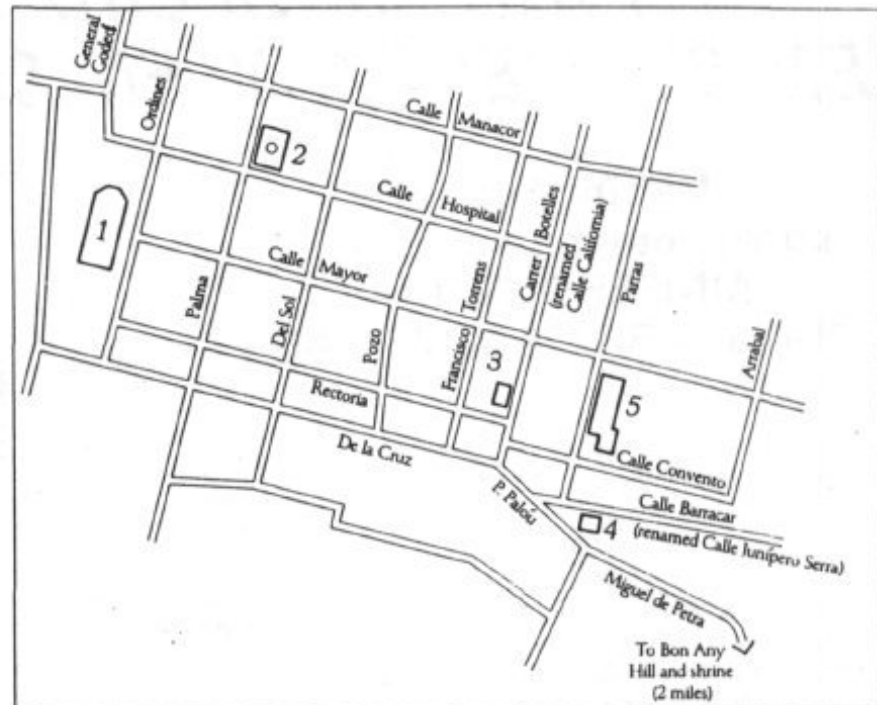 General
Coded
Ordines
Calle
Manacor
2
Calle
Hospital
Botelles
Carrer
(renamed
Calle California)
Parras
1
Calle
Mayor
Palma
Del Sol
Torrens
Francisco
Pozo
3
Arrabal
Rectoria
5
De la Cruz
Calle Convento
P. Palóu
Calle Barracar
(renamed Calle Junípero Serra)
4
Miguel de Petra
To Bon Any
Hill and shrine
(2 miles)